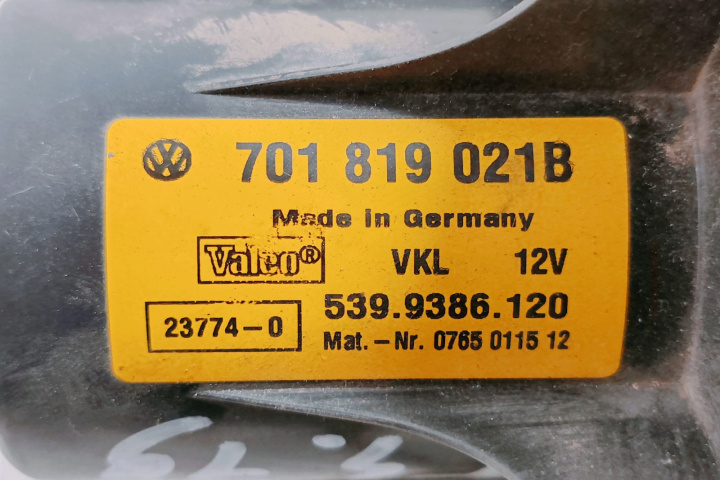 701 819 021B
Made in Germany
Valeo® VKL 12V
539.9386.120
23774-0
Mat.-Nr. 0765 0115 12